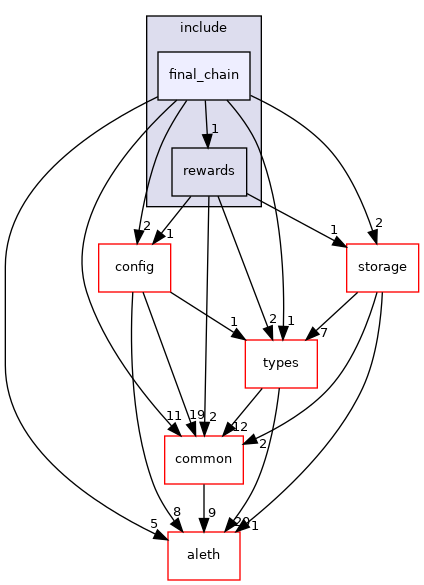 include
final_chain
1
rewards
2
1
1
2
config
storage
1
2
1
7
types
11
19
2
12
2
common
5
8
9
1
aleth